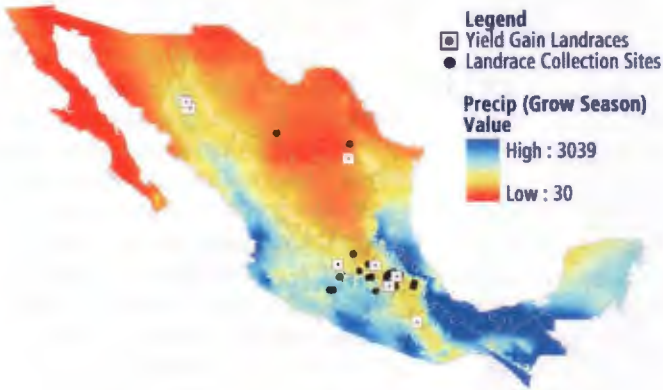 Legend
Yield Gain Landraces
Landrace Collection Sites
Precip (Grow Season)
Value
High : 3039
Low : 30